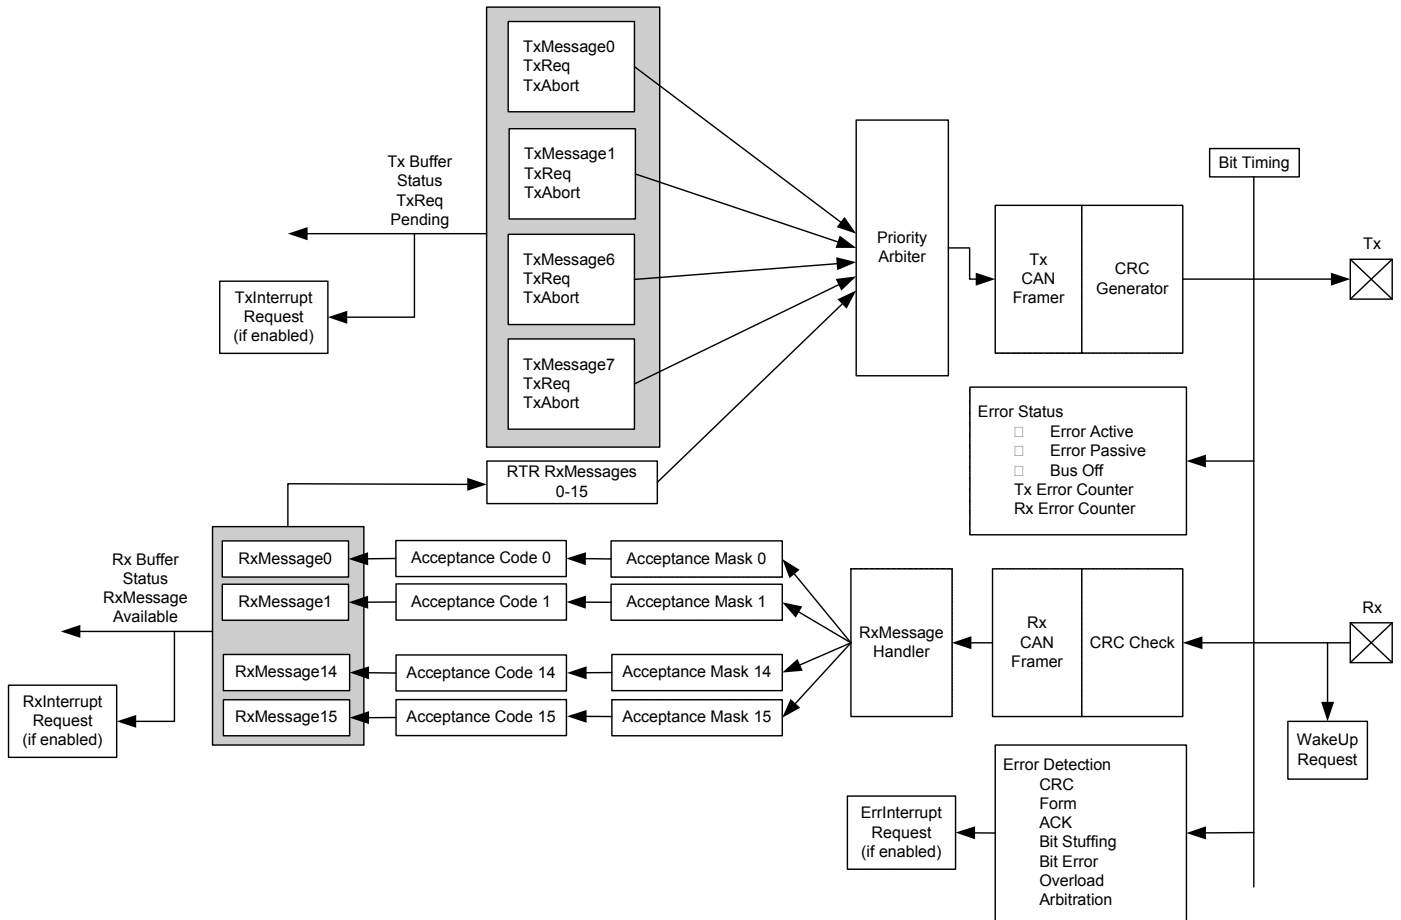 TxMessage0
TxReq
TxAbort
TxMessage1
TxReq
TxAbort
TxMessage6
TxReq
TxAbort
TxMessage7
TxReq
TxAbort
Tx Buffer
Status
TxReq
Pending
TxInterrupt
Request
(if enabled)
Priority
Arbiter
Tx
CAN
Framer
CRC
Generator
Bit Timing
Tx
Error Status
Error Active
Error Passive
Bus Off
Tx Error Counter
Rx Error Counter
RTR RxMessages
0-15
Rx Buffer
Status
RxMessage
Available
RxInterrupt
Request
(if enabled)
RxMessage0
Acceptance Code 0
Acceptance Mask 0
RxMessage1
Acceptance Code 1
Acceptance Mask 1
RxMessage14
Acceptance Code 14
Acceptance Mask 14
RxMessage15
Acceptance Code 15
Acceptance Mask 15
RxMessage
Handler
Rx
CAN
Framer
CRC Check
Rx
WakeUp
Request
ErrInterrupt
Request
(if enabled)
Error Detection
CRC
Form
ACK
Bit Stuffing
Bit Error
Overload
Arbitration